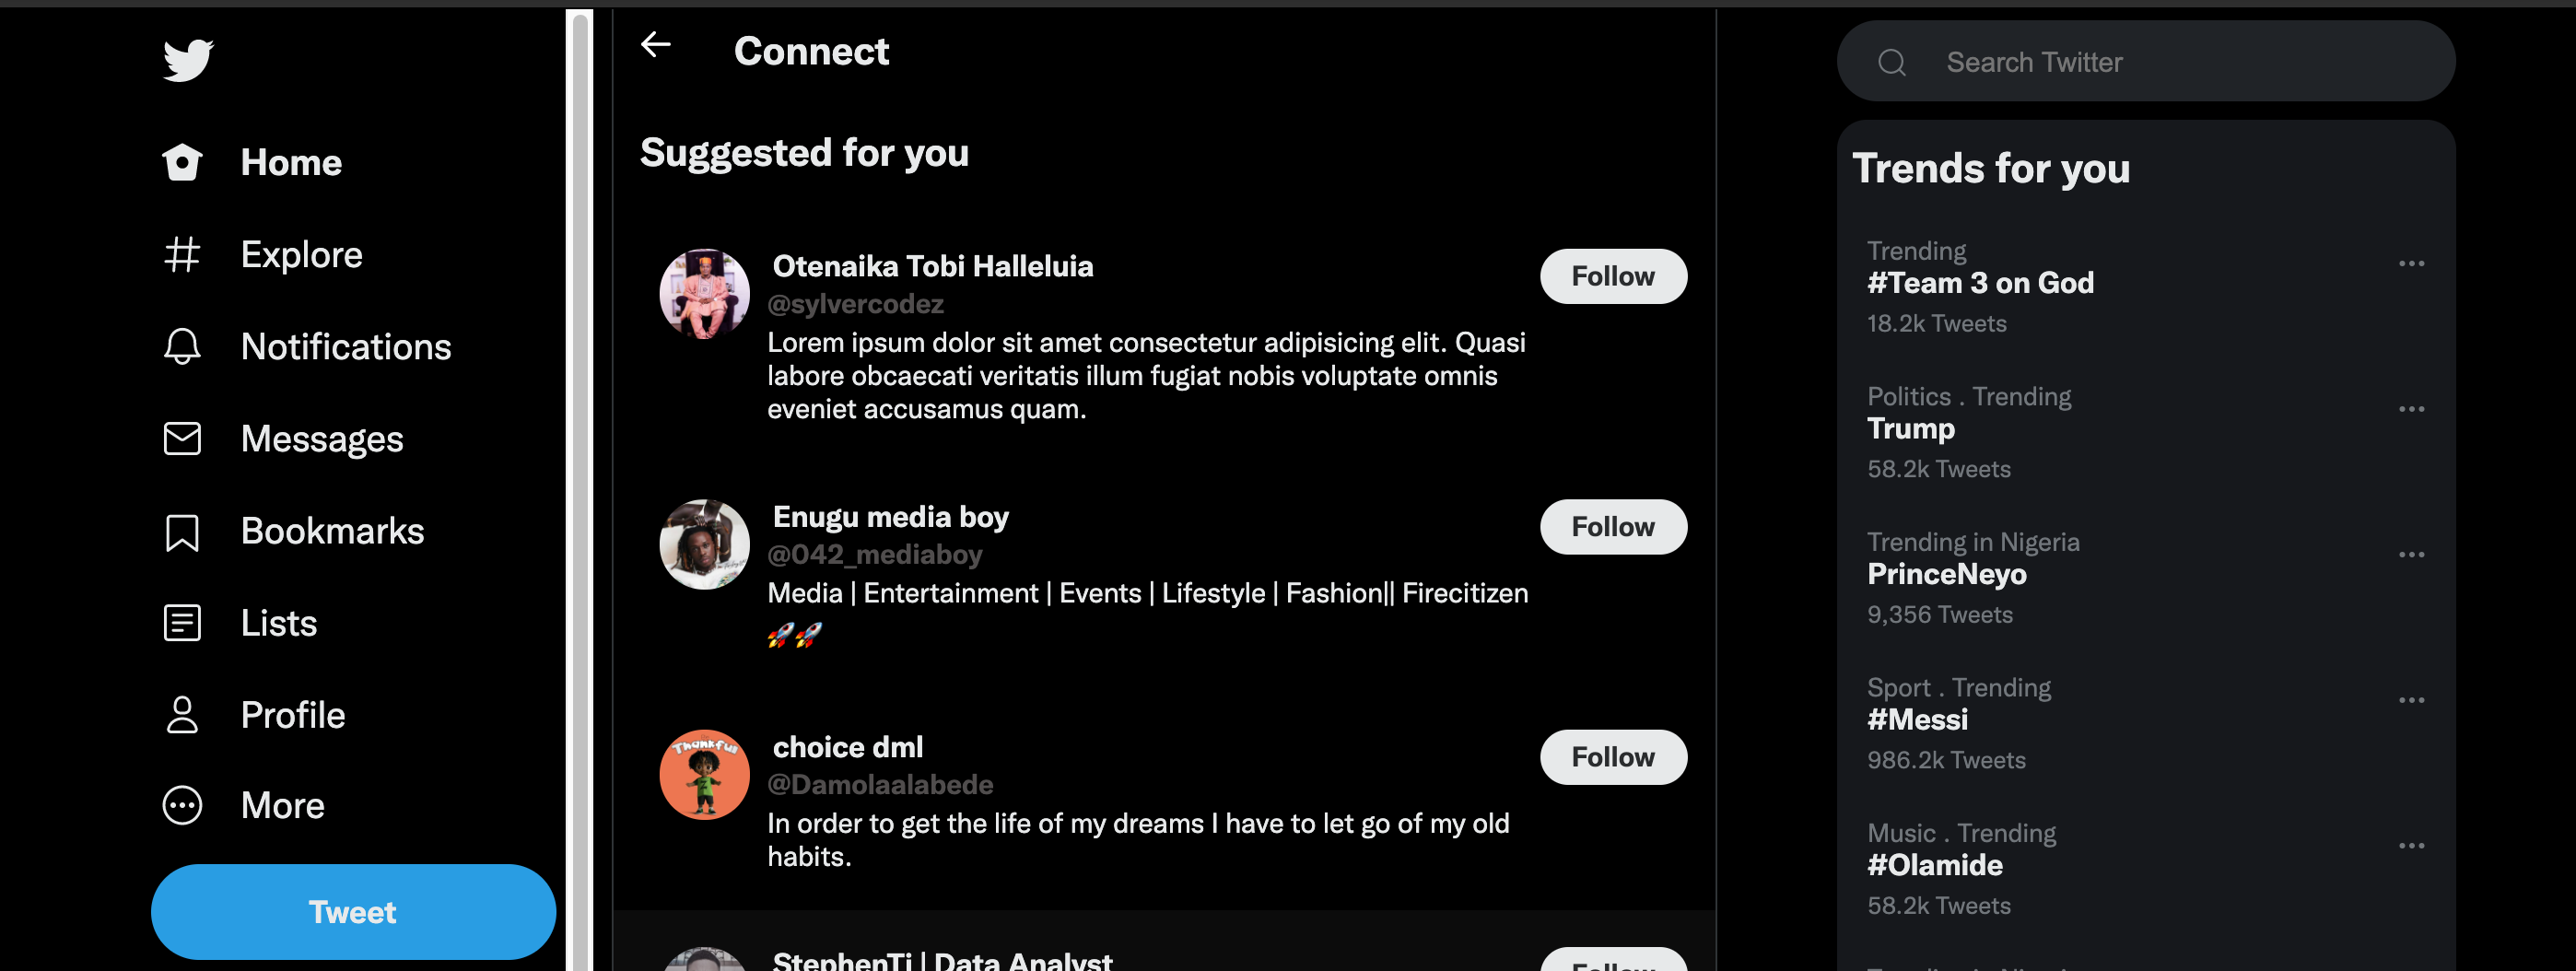 Home
Explore
Notifications
Messages
Bookmarks
Lists
Profile
More
Tweet
Connect
Suggested for you
Otenaika Tobi Halleluia
@sylvercodez
Follow
Lorem ipsum dolor sit amet consectetur adipisicing elit. Quasi
labore obcaecati veritatis illum fugiat nobis voluptate omnis
eveniet accusamus quam.
Enugu media boy
@042_mediaboy
Follow
Media | Entertainment | Events | Lifestyle | Fashion|| Firecitizen
🚀🚀
Thankful
choice dml
@Damolaalabede
Follow
In order to get the life of my dreams I have to let go of my old
habits.
StephenTi | Data Analyst
Follow
Search Twitter
Trends for you
Trending
#Team 3 on God
18.2k Tweets
Politics . Trending
Trump
58.2k Tweets
Trending in Nigeria
PrinceNeyo
9,356 Tweets
Sport . Trending
#Messi
986.2k Tweets
Music . Trending
#Olamide
58.2k Tweets